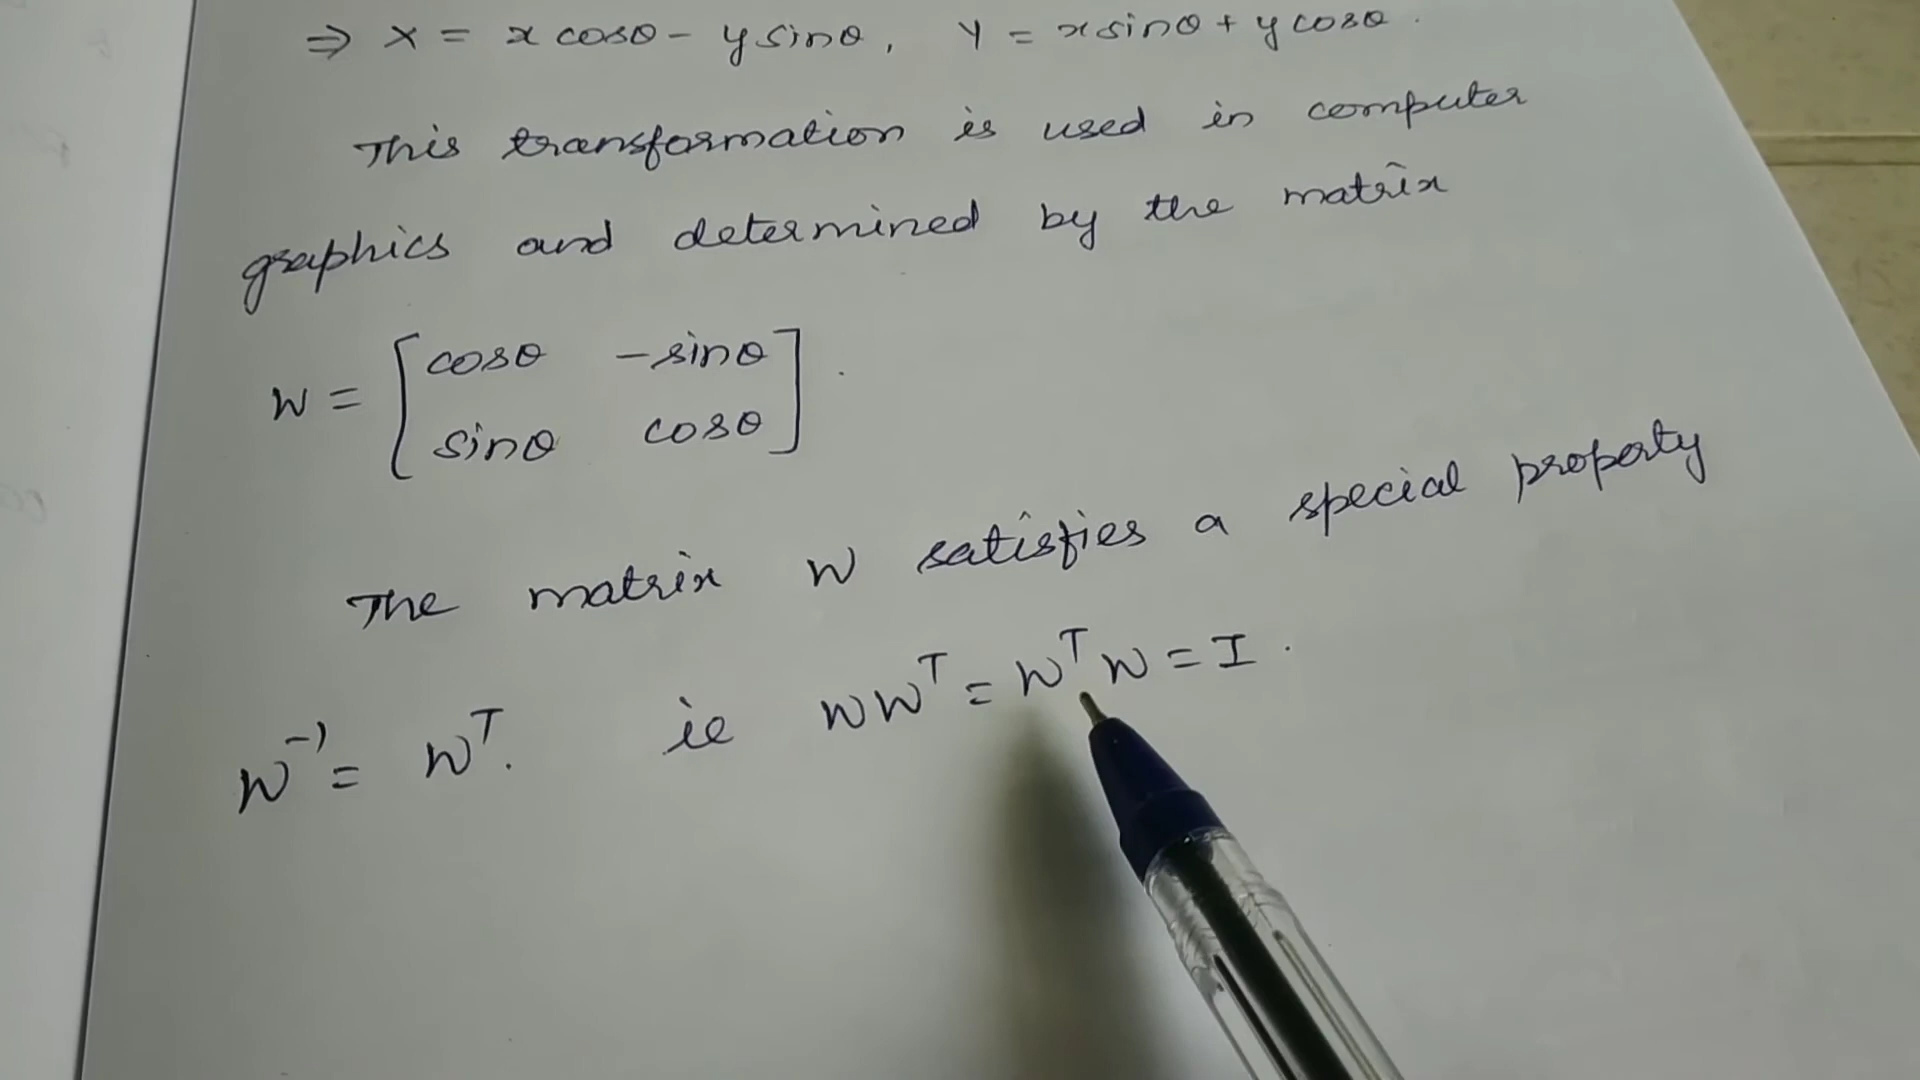 ⇒ X = x cosθ - y sinθ, Y = x sinθ + y cosθ.
This transformation is used in computer
graphics and determined by the matrix
W = [cosθ -sinθ
sinθ cosθ].
The matrix W satisfies a special property
W⁻¹ = Wᵀ. ie WWᵀ = WᵀW = I.